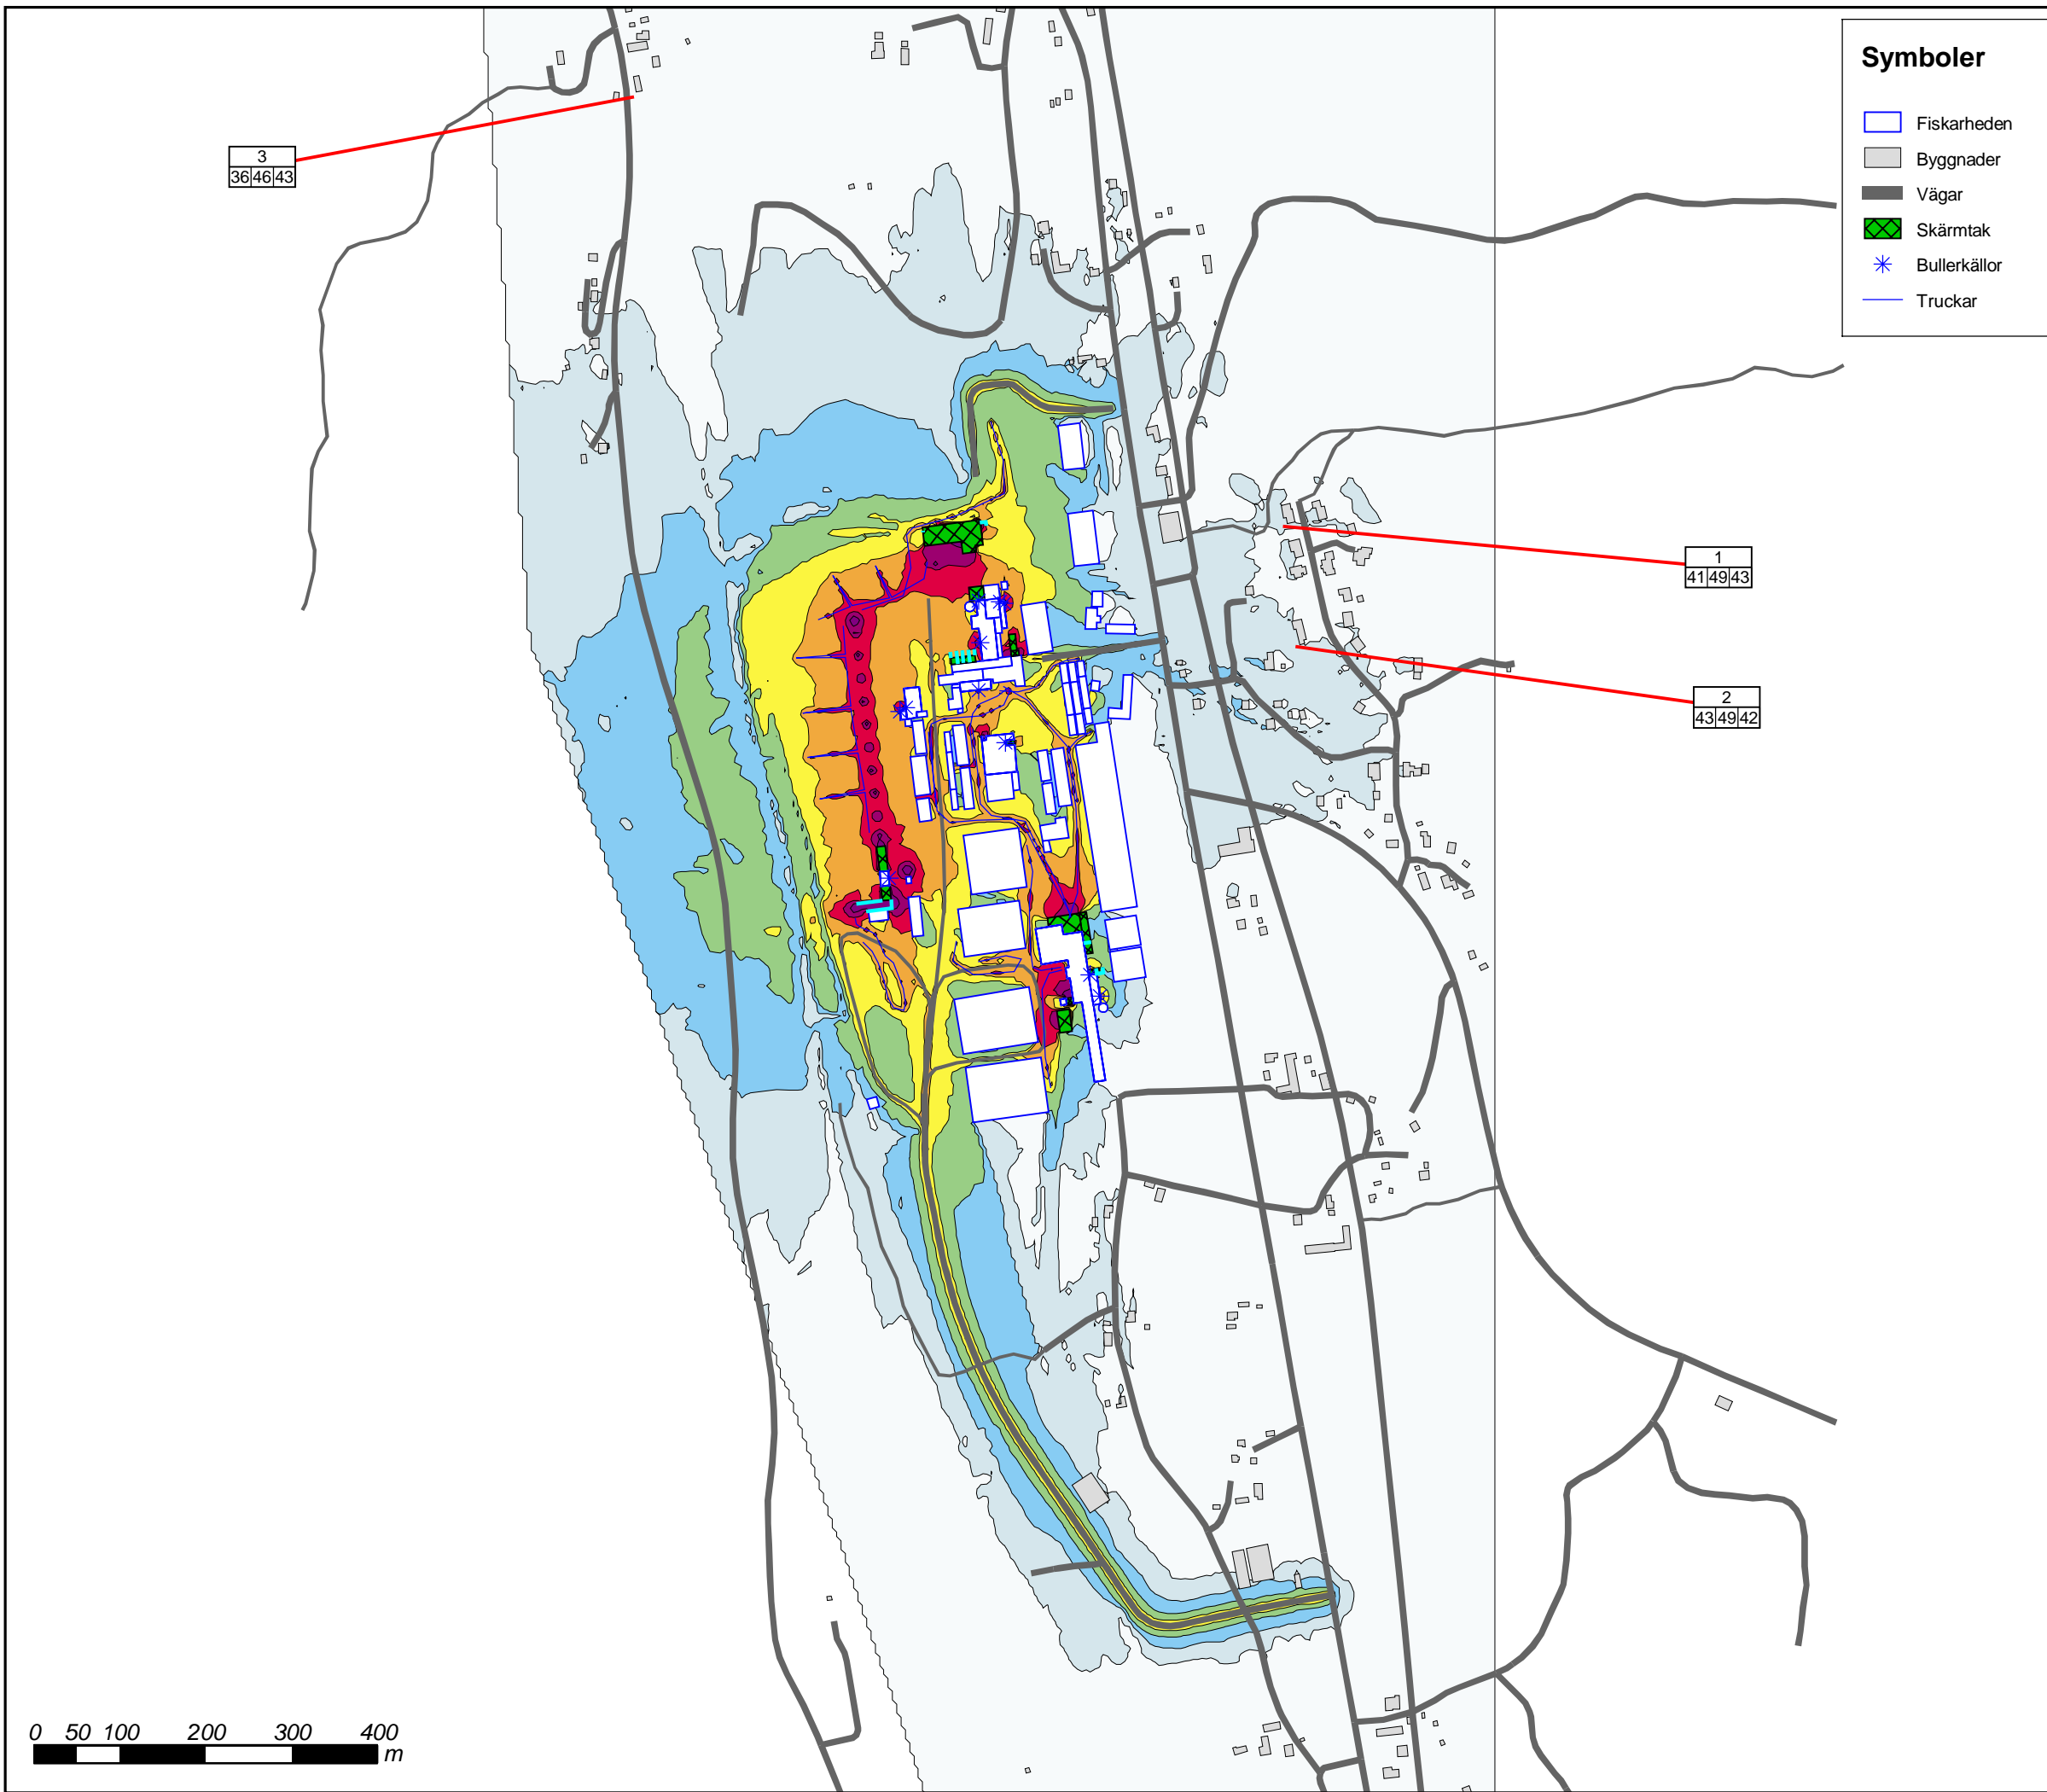 Symboler
Fiskarheden
Byggnader
Vägar
Skärmtak
Bullerkällor
Truckar
3
36 46 43
1
41 49 43
2
43 49 42
0 50 100 200 300 400
m